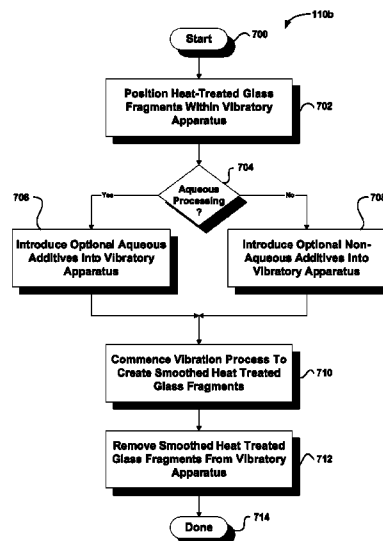 110b
Start
700
Position Heat-Treated Glass
Fragments Within Vibratory
Apparatus
702
704
Aqueous
Processing
?
Yes
No
706
708
Introduce Optional Aqueous
Additives Into Vibratory
Apparatus
Introduce Optional Non-
Aqueous Additives Into Vibratory
Apparatus
Commence Vibration Process To
Create Smoothed Heat Treated
Glass Fragments
710
Remove Smoothed Heat Treated
Glass Fragments From Vibratory
Apparatus
712
Done
714